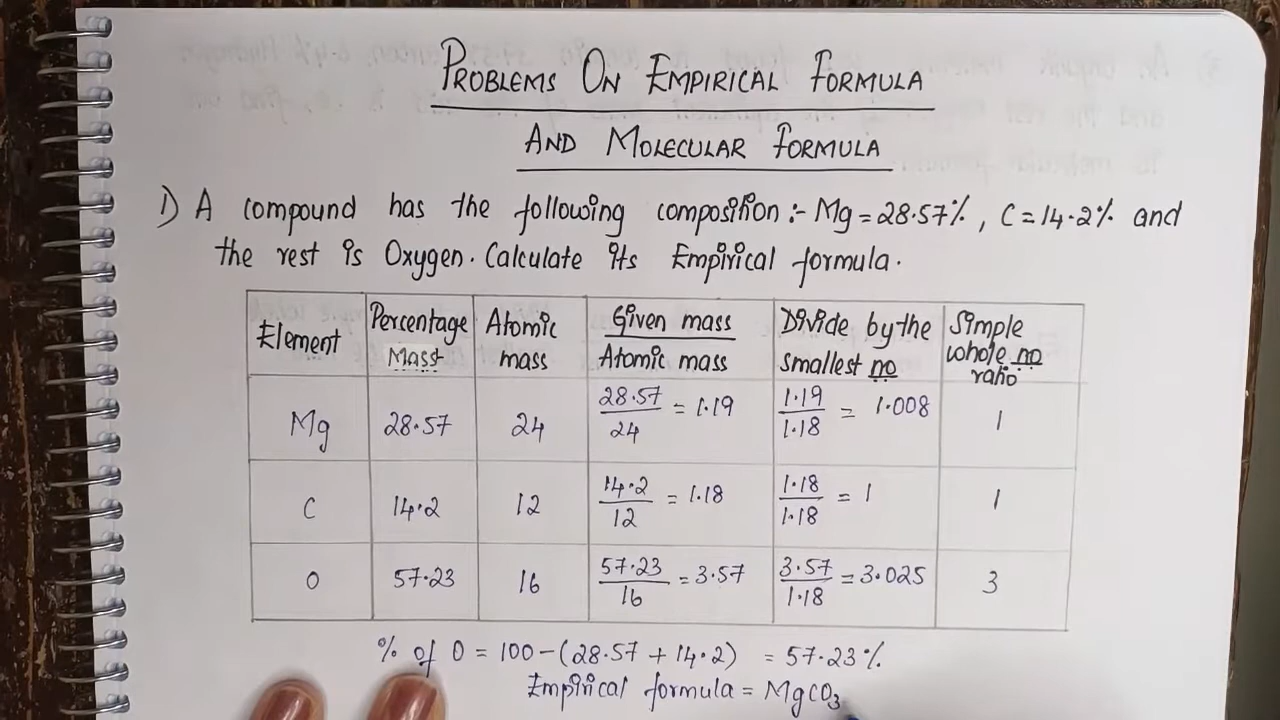 PROBLEMS ON EMPIRICAL FORMULA
AND MOLECULAR FORMULA
1) A compound has the following composition :- Mg = 28.57%, C = 14.2% and
the rest is Oxygen. Calculate its Empirical formula.
Element | Percentage Mass | Atomic mass | Given mass / Atomic mass | Divide by the smallest no | Simple whole no ratio
Mg | 28.57 | 24 | 28.57/24 = 1.19 | 1.19/1.18 = 1.008 | 1
C | 14.2 | 12 | 14.2/12 = 1.18 | 1.18/1.18 = 1 | 1
O | 57.23 | 16 | 57.23/16 = 3.57 | 3.57/1.18 = 3.025 | 3
% of O = 100 - (28.57 + 14.2) = 57.23%
Empirical formula = MgCO3